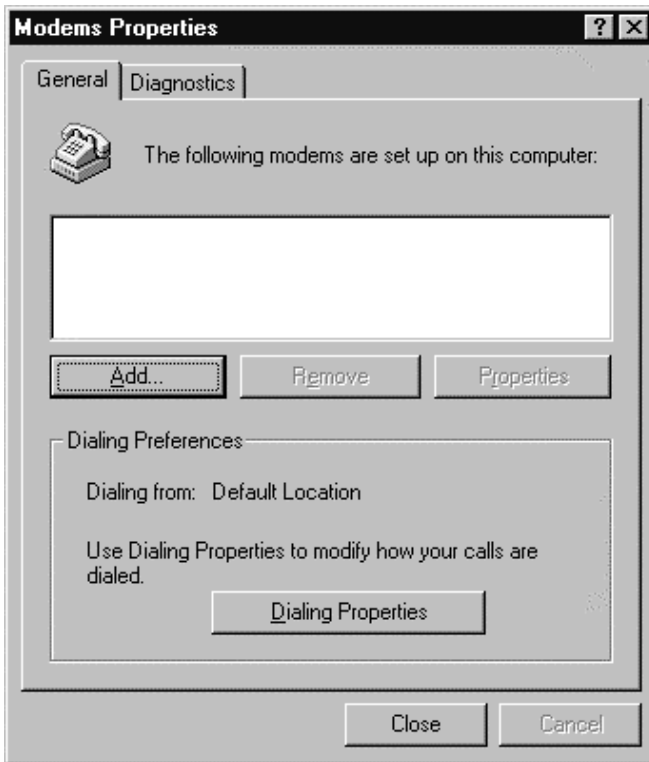 Modems Properties
General
Diagnostics
The following modems are set up on this computer:
Add...
Remove
Properties
Dialing Preferences
Dialing from: Default Location
Use Dialing Properties to modify how your calls are
dialed.
Dialing Properties
Close
Cancel